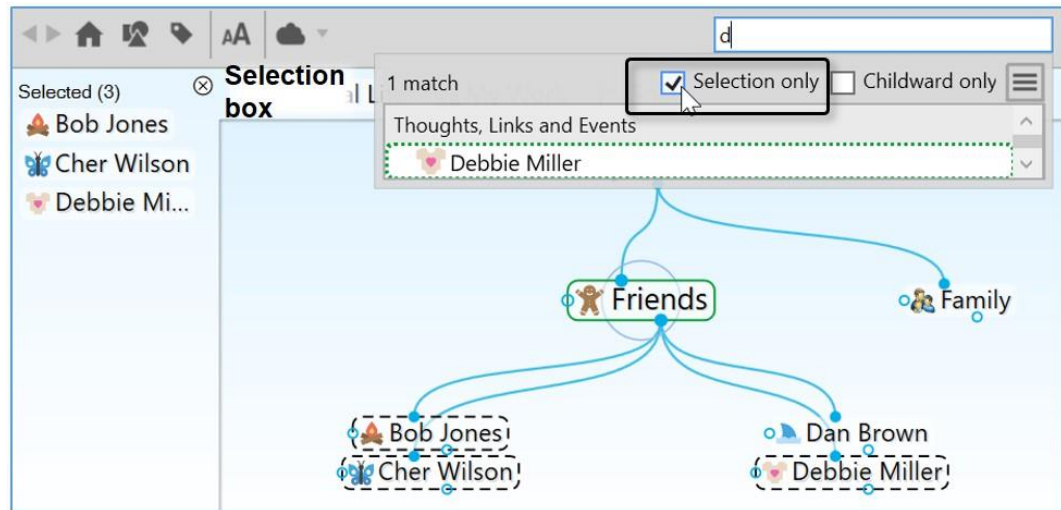 AA
d
Selected (3)
Bob Jones
Cher Wilson
Debbie Mi...
Selection
box
1 match
Selection only
Childward only
Thoughts, Links and Events
Debbie Miller
Friends
Family
Bob Jones
Dan Brown
Cher Wilson
Debbie Miller